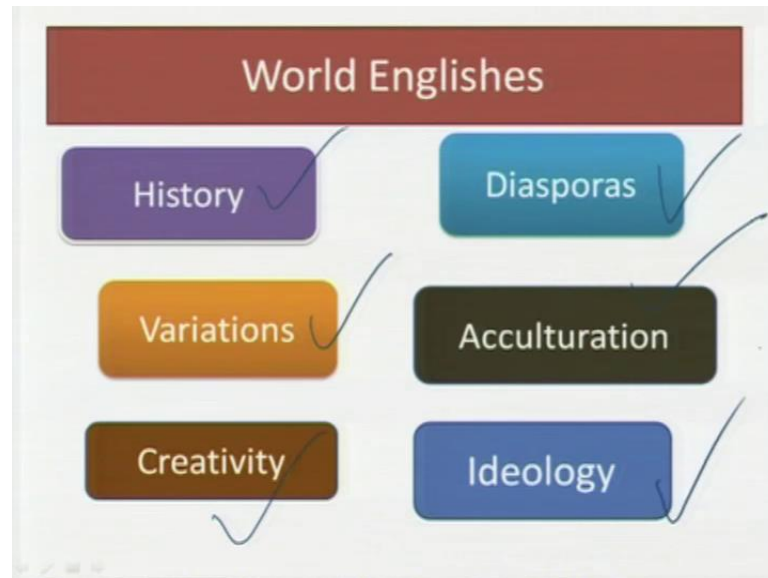 World Englishes
History
Diasporas
Variations
Acculturation
Creativity
Ideology